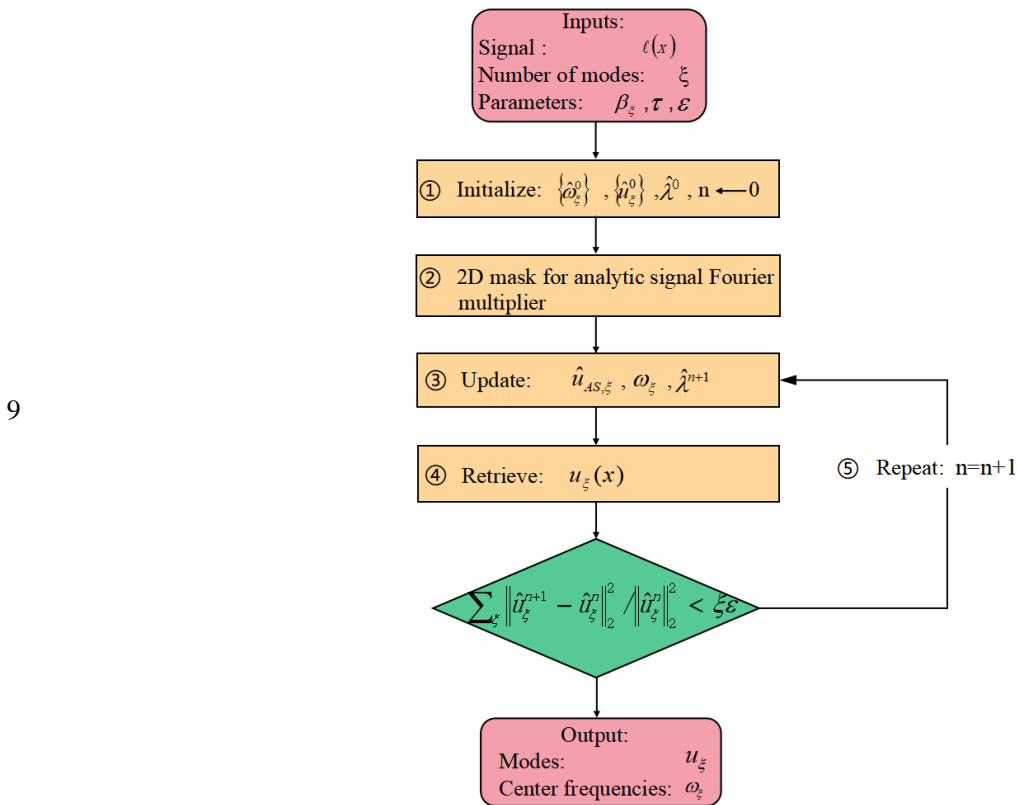 Inputs:
Signal : ℓ(x)
Number of modes: ξ
Parameters: β_ξ , τ , ε
① Initialize: {ω̂_ξ^0} , {û_ξ^0} , λ̂^0 , n ⟵ 0
② 2D mask for analytic signal Fourier
multiplier
③ Update: û_{AS,ξ} , ω_ξ , λ̂^{n+1}
9
④ Retrieve: u_ξ(x)
⑤ Repeat: n=n+1
∑_ξ ‖û_ξ^{n+1} − û_ξ^n‖_2^2 / ‖û_ξ^n‖_2^2 < ξε
Output:
Modes: u_ξ
Center frequencies: ω_ξ